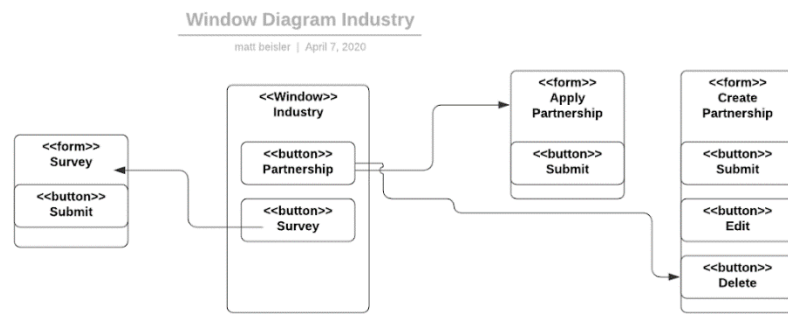 Window Diagram Industry
matt beisler | April 7, 2020
<<form>>
Survey
<<button>>
Submit
<<Window>>
Industry
<<button>>
Partnership
<<button>>
Survey
<<form>>
Apply
Partnership
<<button>>
Submit
<<form>>
Create
Partnership
<<button>>
Submit
<<button>>
Edit
<<button>>
Delete